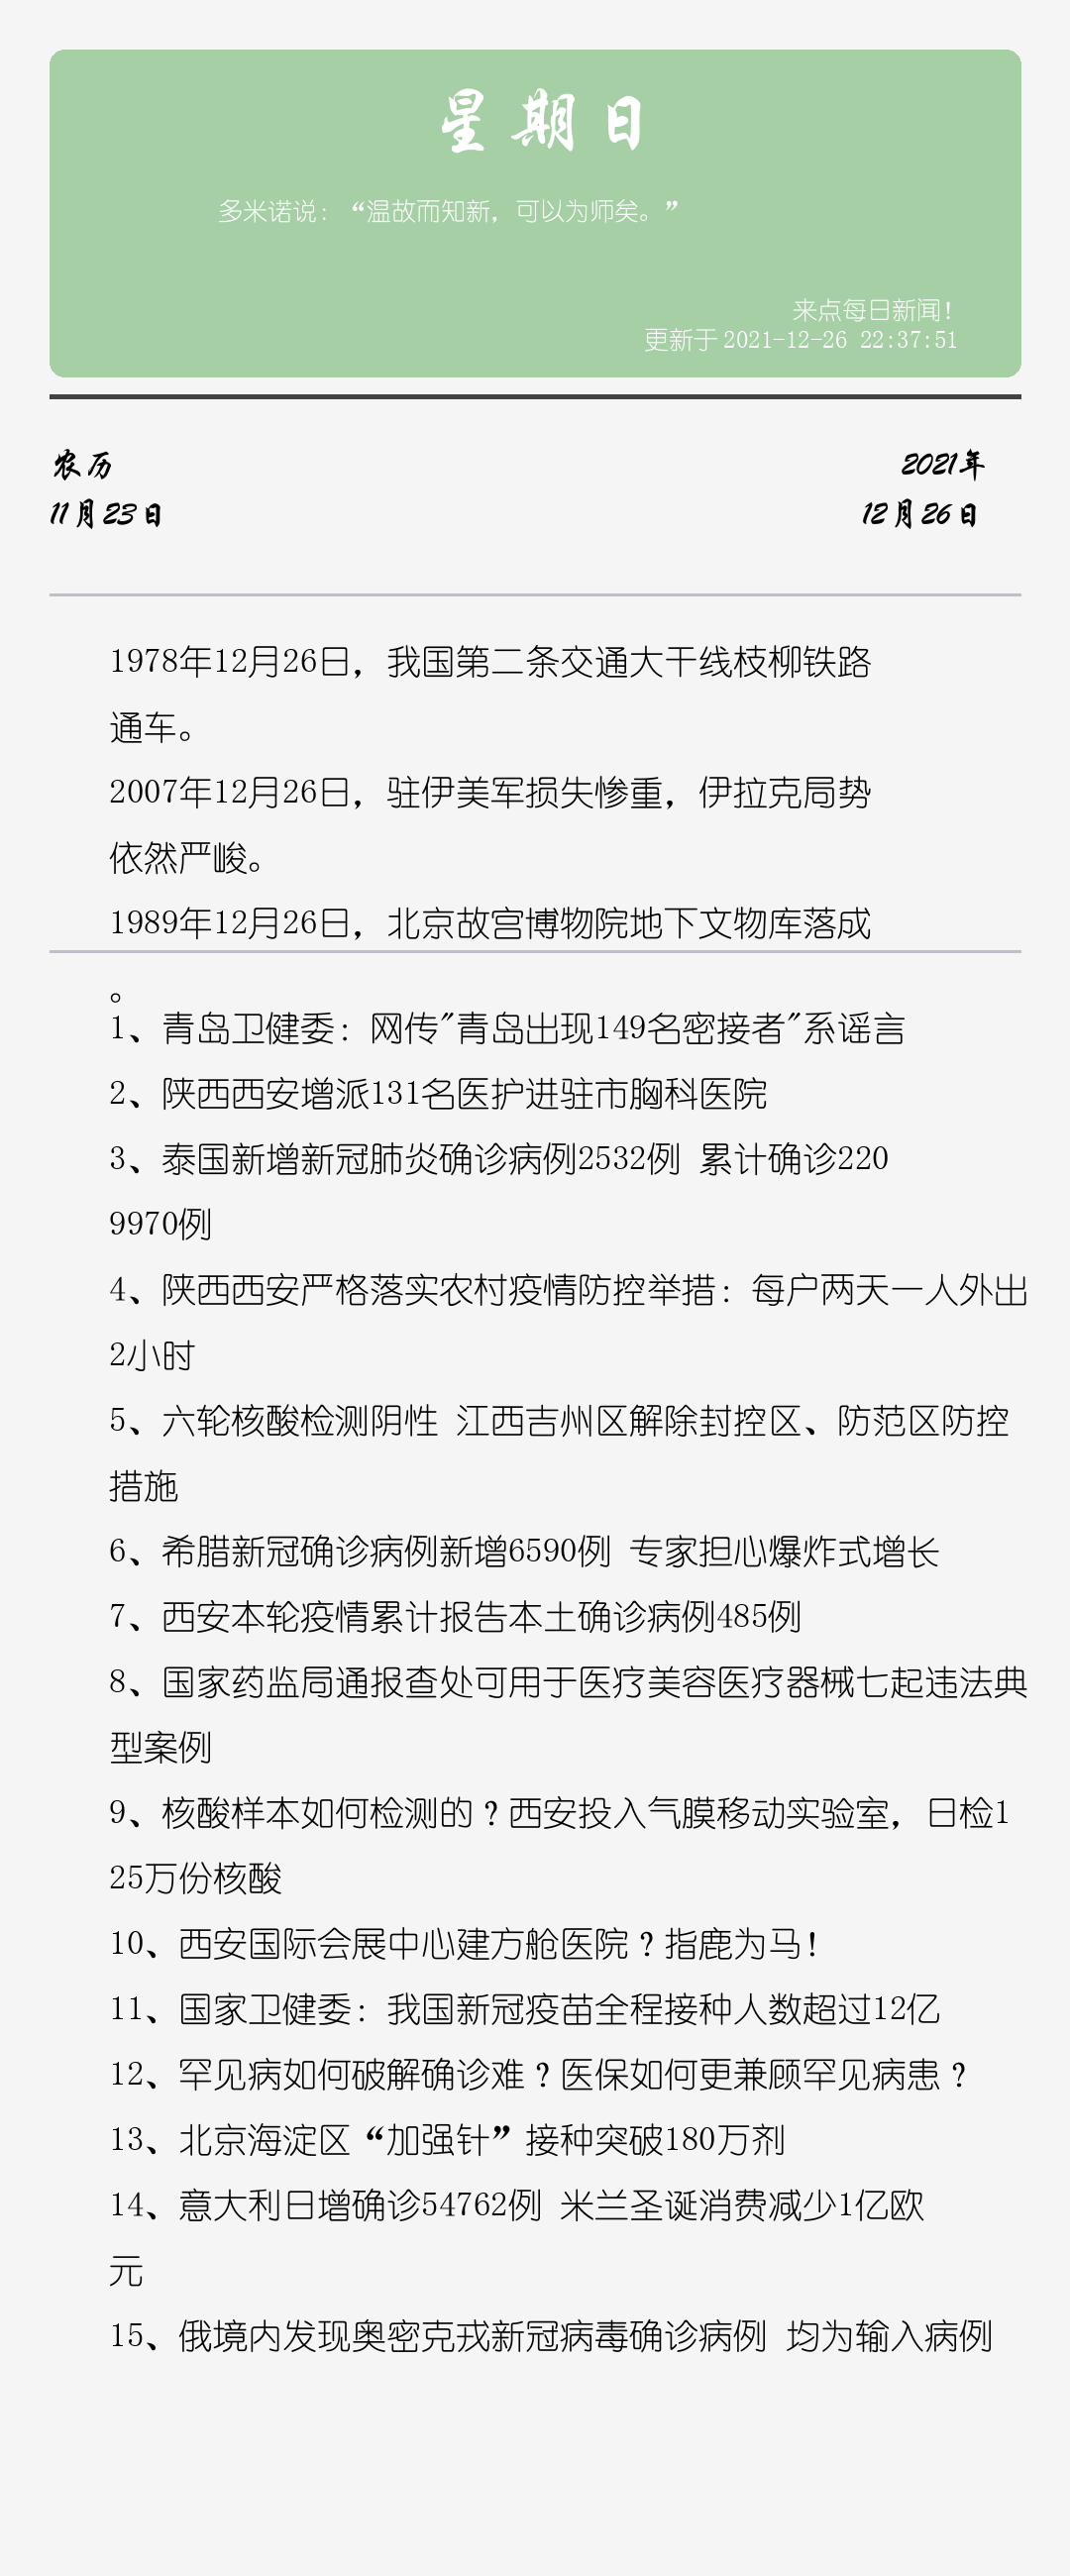 星期日
多米诺说：“温故而知新，可以为师矣。”
来点每日新闻！
更新于 2021-12-26 22:37:51
农历
2021年
11月23日
12月26日
1978年12月26日，我国第二条交通大干线枝柳铁路
通车。
2007年12月26日，驻伊美军损失惨重，伊拉克局势
依然严峻。
1989年12月26日，北京故宫博物院地下文物库落成
。
1、青岛卫健委：网传"青岛出现149名密接者"系谣言
2、陕西西安增派131名医护进驻市胸科医院
3、泰国新增新冠肺炎确诊病例2532例 累计确诊220
9970例
4、陕西西安严格落实农村疫情防控举措：每户两天一人外出
2小时
5、六轮核酸检测阴性 江西吉州区解除封控区、防范区防控
措施
6、希腊新冠确诊病例新增6590例 专家担心爆炸式增长
7、西安本轮疫情累计报告本土确诊病例485例
8、国家药监局通报查处可用于医疗美容医疗器械七起违法典
型案例
9、核酸样本如何检测的？西安投入气膜移动实验室，日检1
25万份核酸
10、西安国际会展中心建方舱医院？指鹿为马！
11、国家卫健委：我国新冠疫苗全程接种人数超过12亿
12、罕见病如何破解确诊难？医保如何更兼顾罕见病患？
13、北京海淀区“加强针”接种突破180万剂
14、意大利日增确诊54762例 米兰圣诞消费减少1亿欧
元
15、俄境内发现奥密克戎新冠病毒确诊病例 均为输入病例